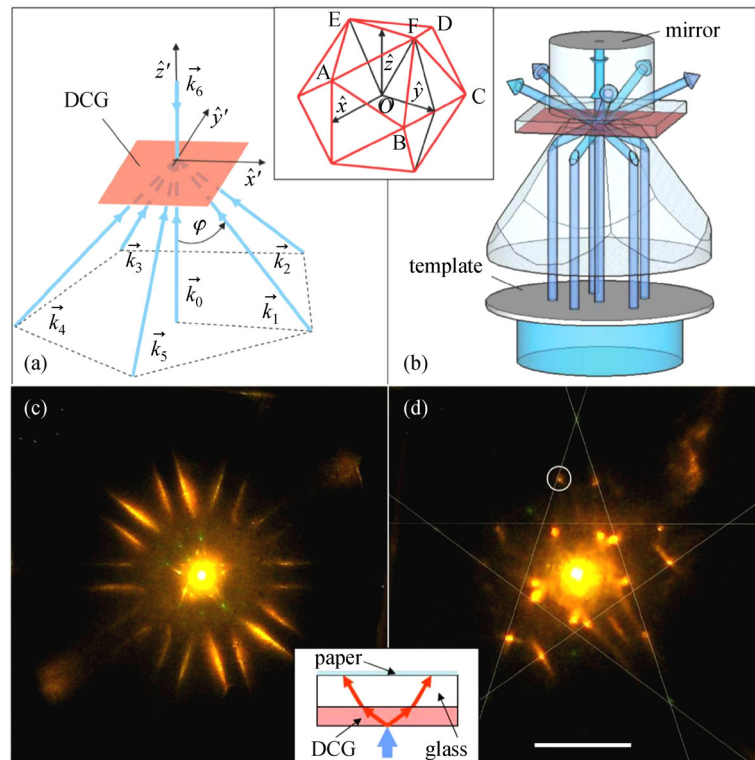 E
F
D
A
ẑ
ŷ
x̂
O
C
B
mirror
ẑ′
k⃗₆
DCG
ŷ′
x̂′
φ
k⃗₃
k⃗₂
k⃗₀
k⃗₄
k⃗₁
k⃗₅
(a)
template
(b)
(c)
(d)
paper
DCG
glass